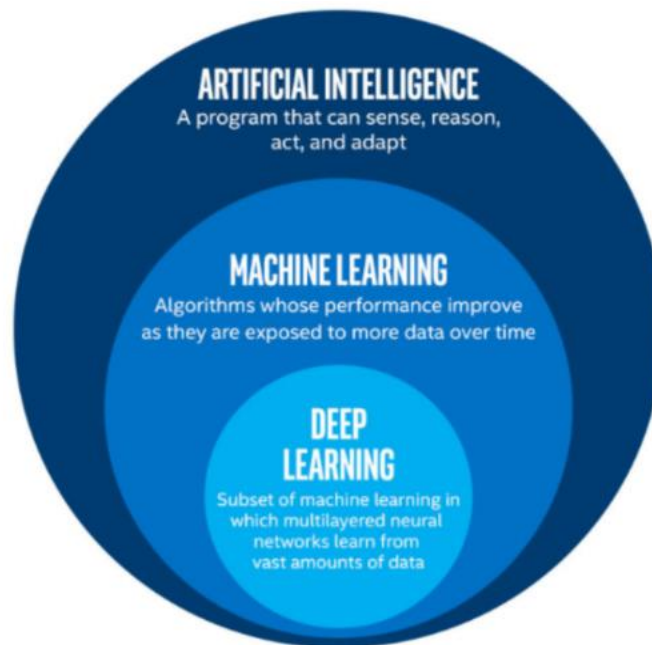 ARTIFICIAL INTELLIGENCE
A program that can sense, reason,
act, and adapt
MACHINE LEARNING
Algorithms whose performance improve
as they are exposed to more data over time
DEEP
LEARNING
Subset of machine learning in
which multilayered neural
networks learn from
vast amounts of data